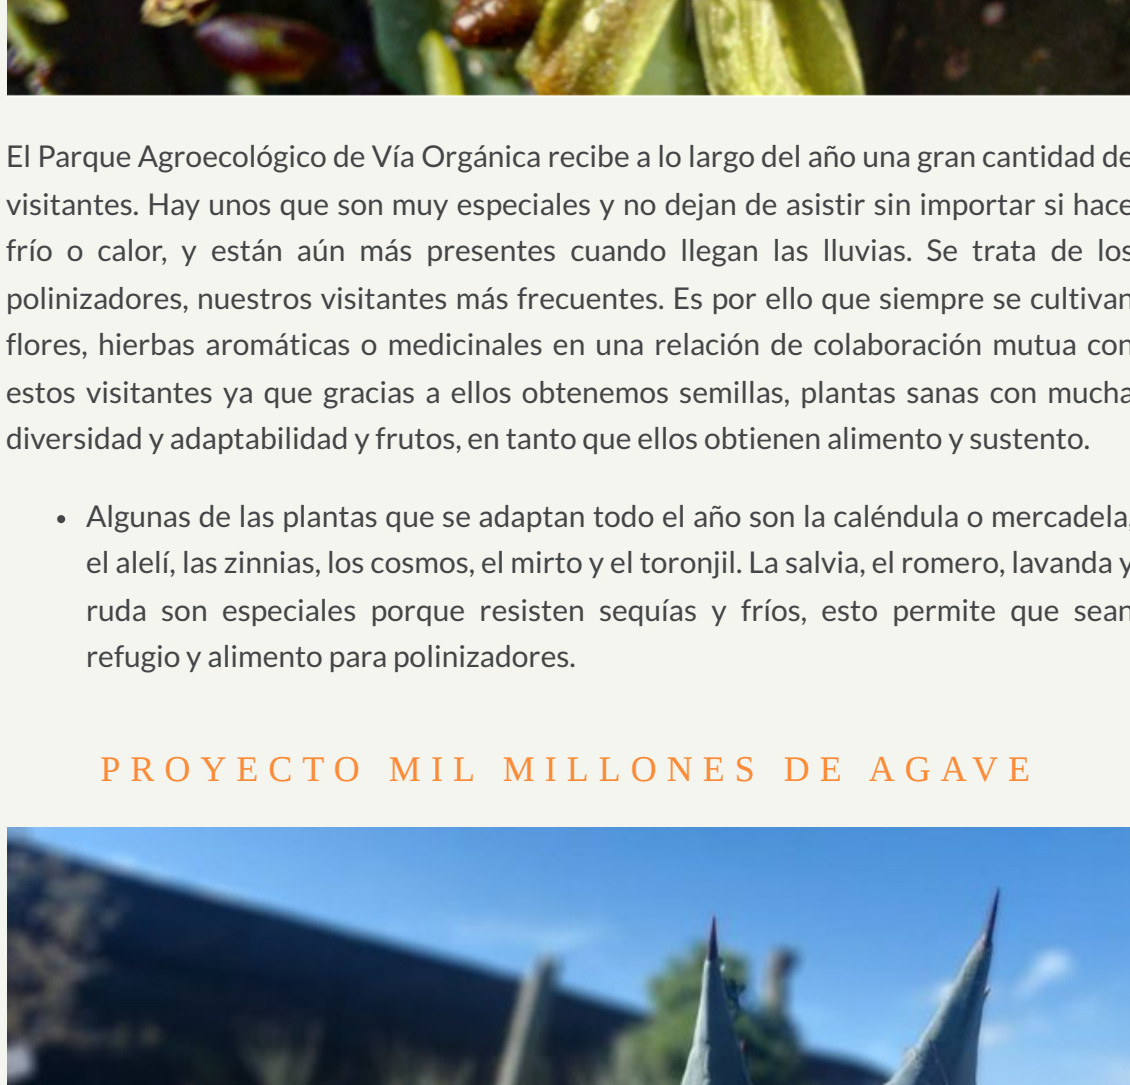 El Parque Agroecológico de Vía Orgánica recibe a lo largo del año una gran cantidad de
visitantes. Hay unos que son muy especiales y no dejan de asistir sin importar si hace
frío o calor, y están aún más presentes cuando llegan las lluvias. Se trata de los
polinizadores, nuestros visitantes más frecuentes. Es por ello que siempre se cultivan
flores, hierbas aromáticas o medicinales en una relación de colaboración mutua con
estos visitantes ya que gracias a ellos obtenemos semillas, plantas sanas con mucha
diversidad y adaptabilidad y frutos, en tanto que ellos obtienen alimento y sustento.
• Algunas de las plantas que se adaptan todo el año son la caléndula o mercadela,
el alelí, las zinnias, los cosmos, el mirto y el toronjil. La salvia, el romero, lavanda y
ruda son especiales porque resisten sequías y fríos, esto permite que sean
refugio y alimento para polinizadores.
PROYECTO MIL MILLONES DE AGAVE